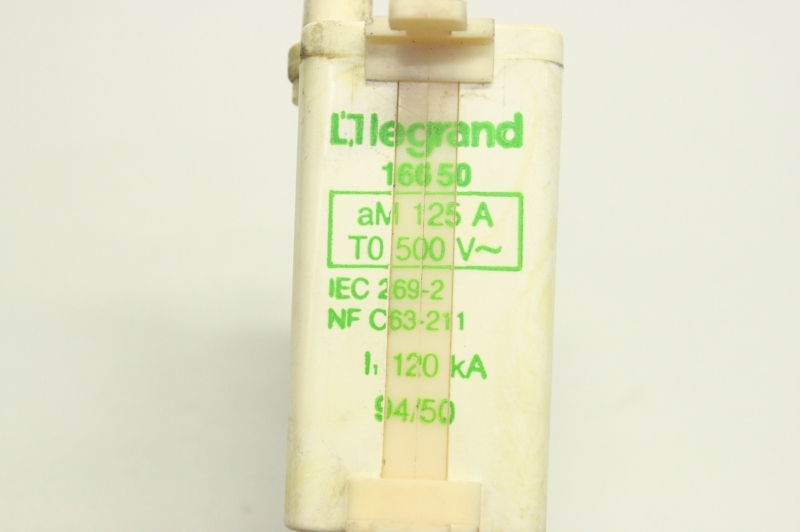 legrand
166 50
aM 125 A
T0 500 V~
IEC 269-2
NF C63-211
I1 120 kA
94/50